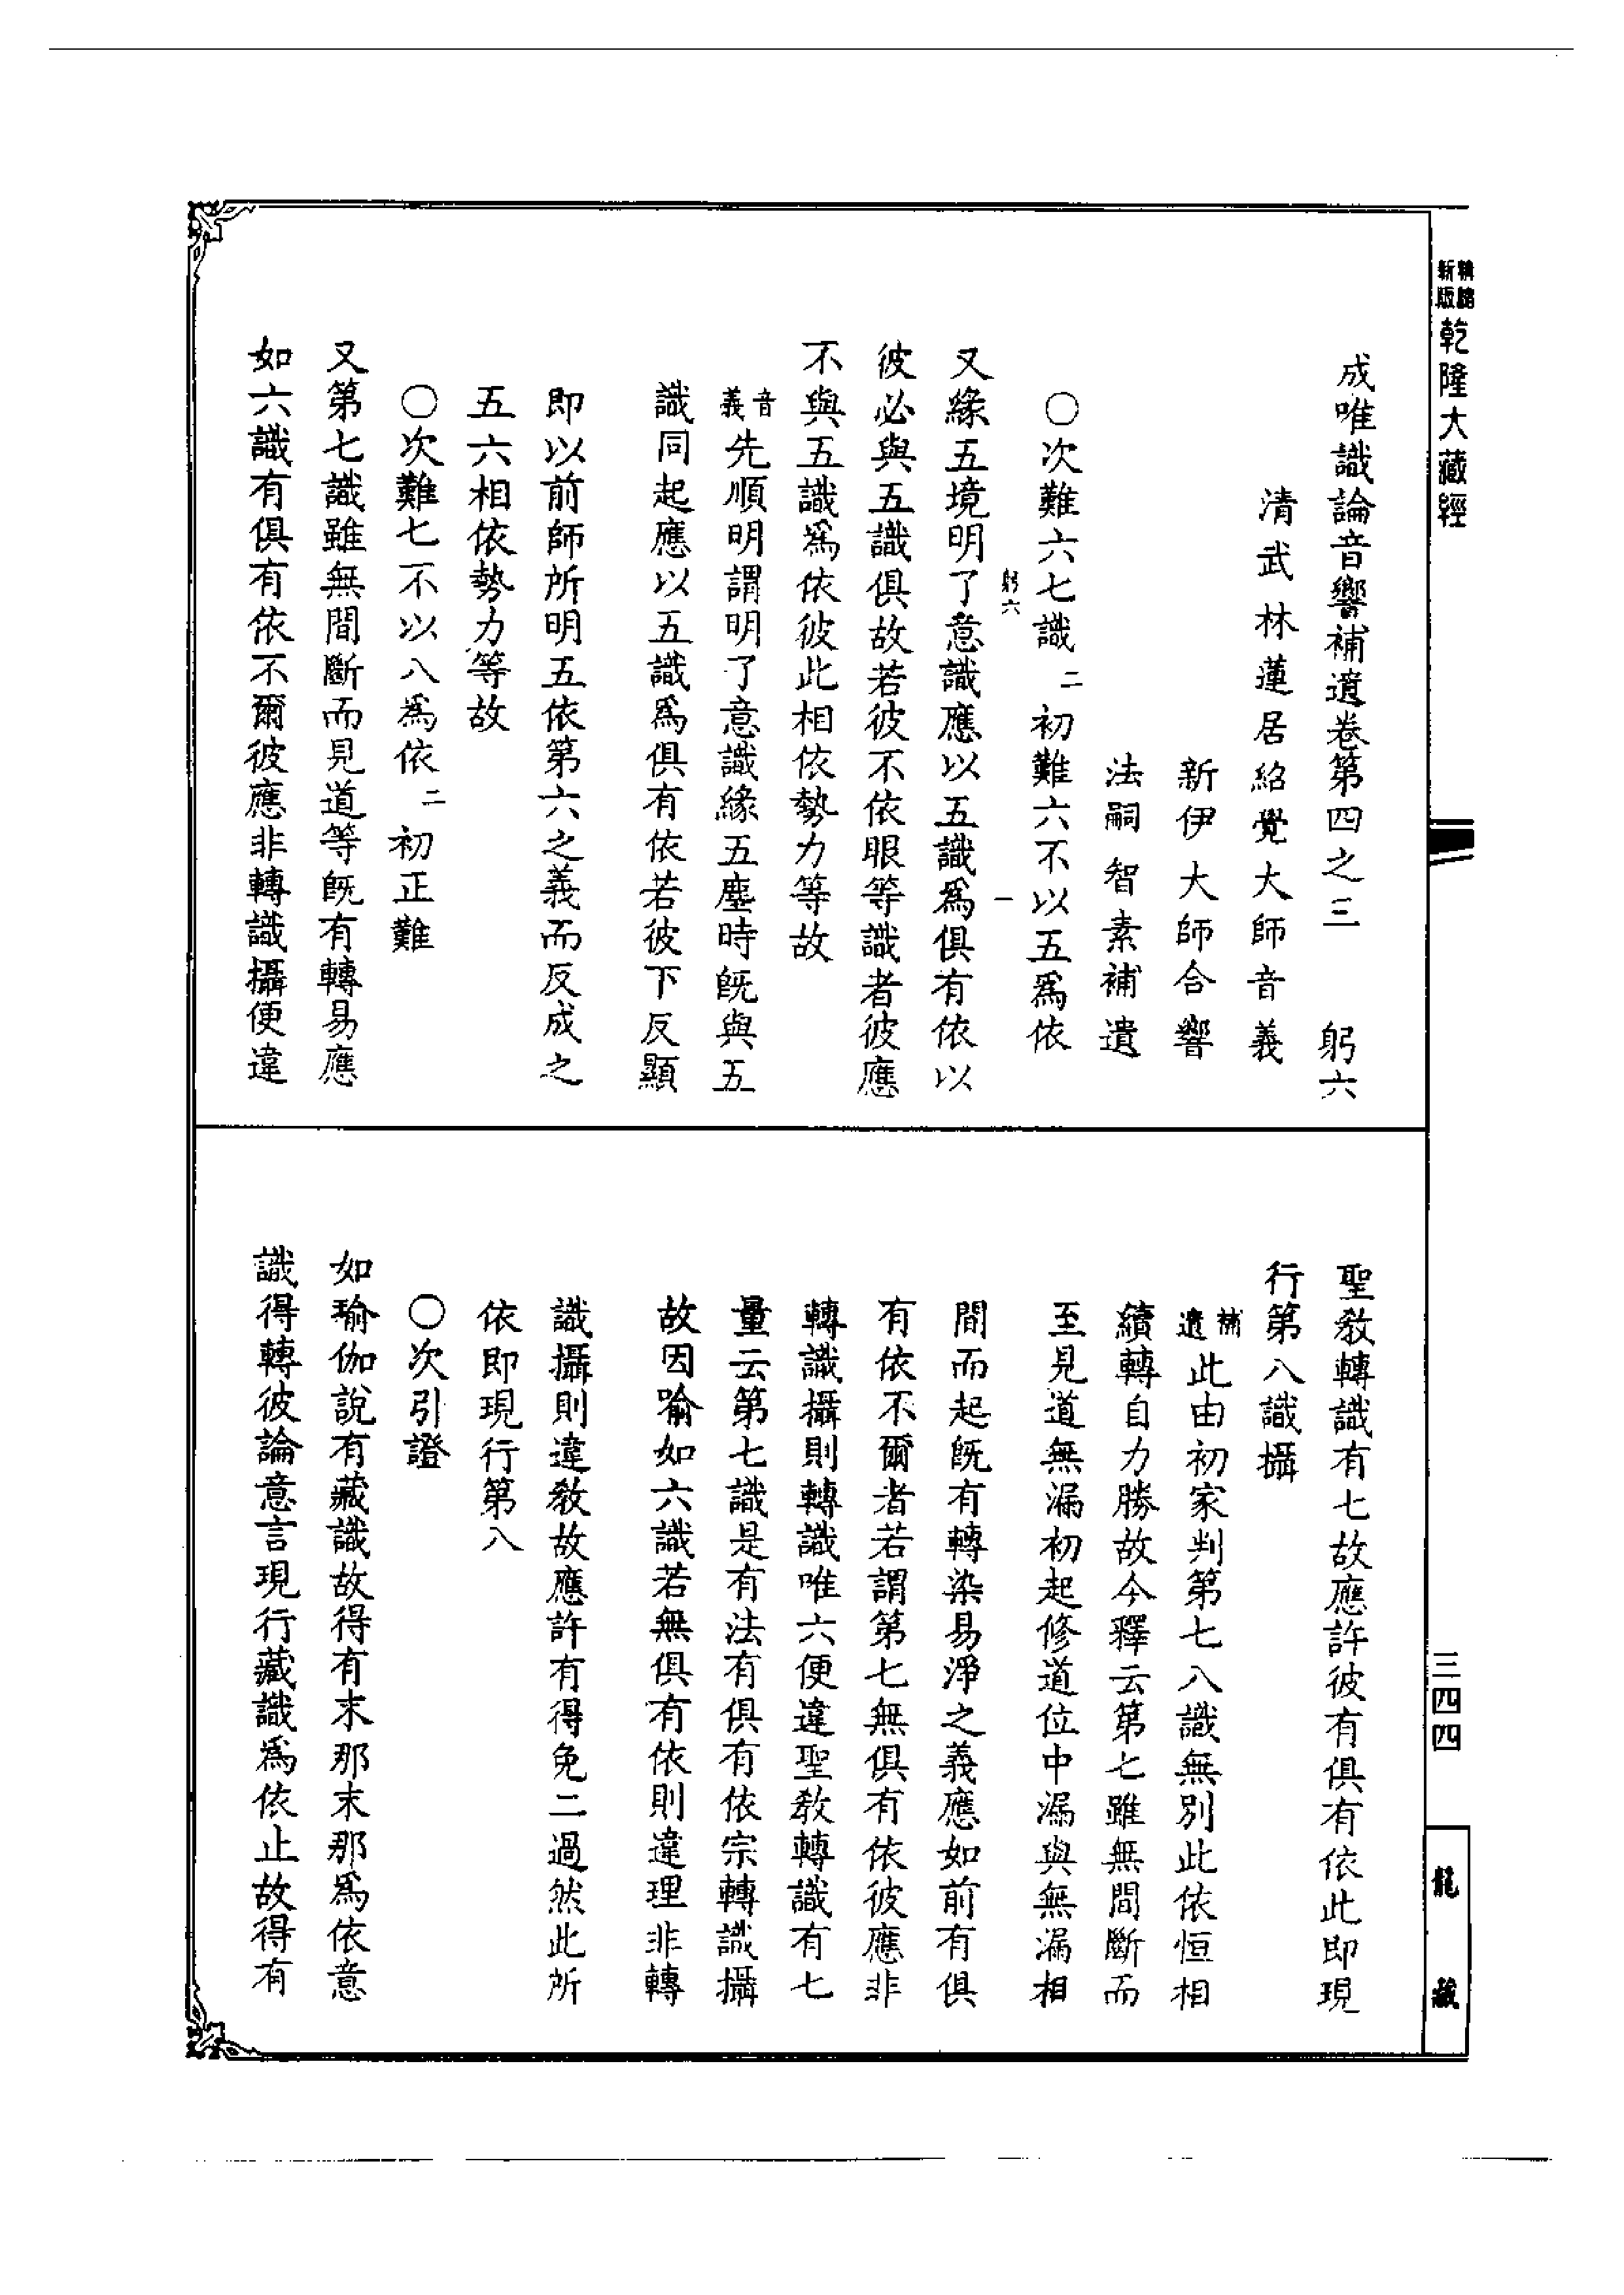 新版
精縮
乾隆大藏經
三四四
龍藏
成唯識論音響補遺卷第四之三 躬六
清武林蓮居紹覺大師音義
新伊大師合響
法嗣智素補遺
〇次難六七識二初難六不以五爲依
躬六 一
又緣五境明了意識應以五識爲俱有依以
彼必與五識俱故若彼不依眼等識者彼應
不與五識爲依彼此相依勢力等故
音義先順明謂明了意識緣五塵時旣與五
識同起應以五識爲俱有依若彼下反顯
即以前師所明五依第六之義而反成之
五六相依勢力等故
〇次難七不以八爲依二初正難
又第七識雖無間斷而見道等旣有轉易應
如六識有俱有依不爾彼應非轉識攝便違
聖教轉識有七故應許彼有俱有依此即現
行第八識攝
補遺此由初家判第七八識無別此依恒相
續轉自力勝故今釋云第七雖無間斷而
至見道無漏初起修道位中漏與無漏相
間而起旣有轉染易淨之義應如前有俱
有依不爾者若謂第七無俱有依彼應非
轉識攝則轉識唯六便違聖教轉識有七
量云第七識是有法有俱有依宗轉識攝
故因喻如六識若無俱有依則違理非轉
識攝則違教故應許有得免二過然此所
依即現行第八
〇次引證
如瑜伽說有藏識故得有末那末那爲依意
識得轉彼論意言現行藏識爲依止故得有